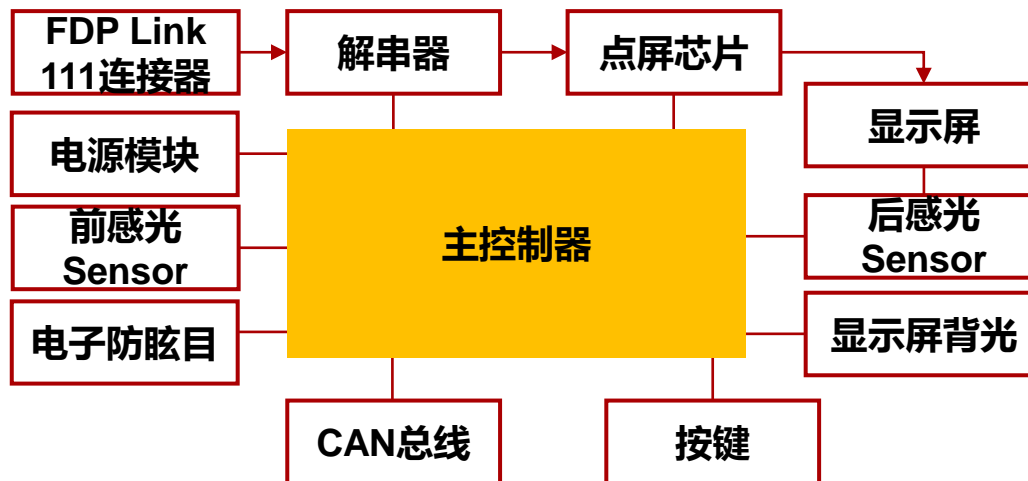 FDP Link
111连接器
解串器
点屏芯片
显示屏
电源模块
前感光
Sensor
主控制器
后感光
Sensor
电子防眩目
显示屏背光
CAN总线
按键